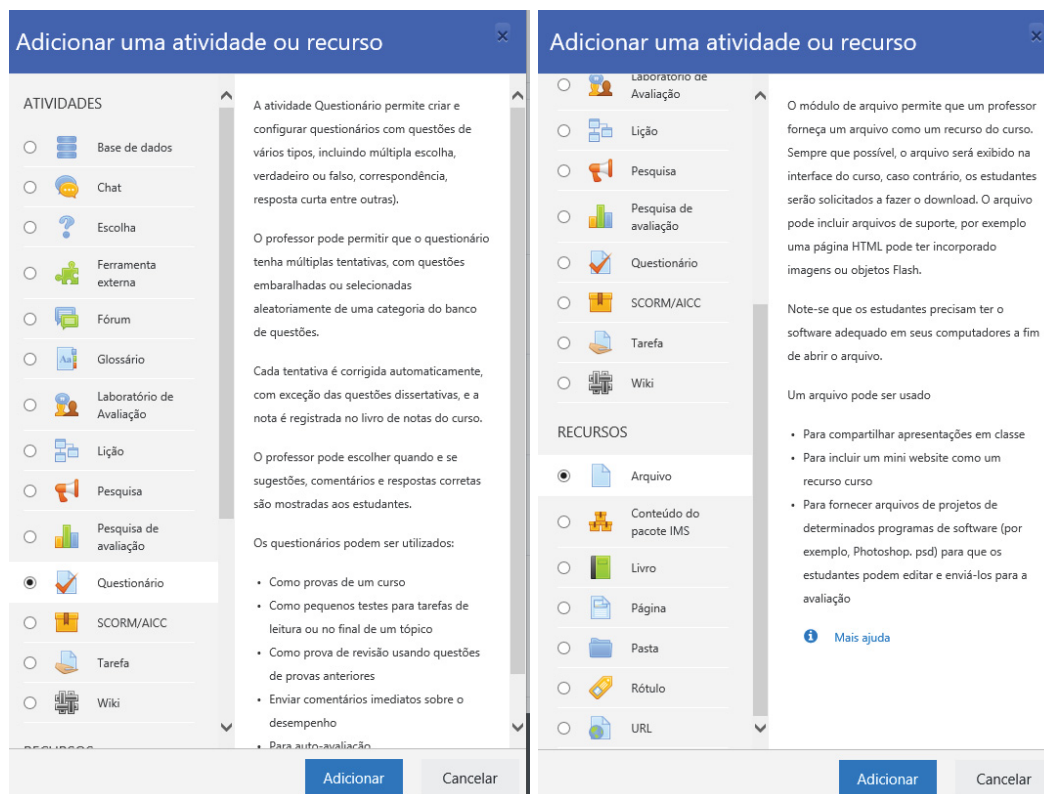 Adicionar uma atividade ou recurso
ATIVIDADES
Base de dados
Chat
Escolha
Ferramenta
externa
Fórum
Glossário
Laboratório de
Avaliação
Lição
Pesquisa
Pesquisa de
avaliação
Questionário
SCORM/AICC
Tarefa
Wiki
RECURSOS
A atividade Questionário permite criar e
configurar questionários com questões de
vários tipos, incluindo múltipla escolha,
verdadeiro ou falso, correspondência,
resposta curta entre outras).
O professor pode permitir que o questionário
tenha múltiplas tentativas, com questões
embaralhadas ou selecionadas
aleatoriamente de uma categoria do banco
de questões.
Cada tentativa é corrigida automaticamente,
com exceção das questões dissertativas, e a
nota é registrada no livro de notas do curso.
O professor pode escolher quando e se
sugestões, comentários e respostas corretas
são mostradas aos estudantes.
Os questionários podem ser utilizados:
• Como provas de um curso
• Como pequenos testes para tarefas de
leitura ou no final de um tópico
• Como prova de revisão usando questões
de provas anteriores
• Enviar comentários imediatos sobre o
desempenho
• Para auto-avaliação
Adicionar
Cancelar
Adicionar uma atividade ou recurso
Laboratório de
Avaliação
Lição
Pesquisa
Pesquisa de
avaliação
Questionário
SCORM/AICC
Tarefa
Wiki
RECURSOS
Arquivo
Conteúdo do
pacote IMS
Livro
Página
Pasta
Rótulo
URL
O módulo de arquivo permite que um professor
forneça um arquivo como um recurso do curso.
Sempre que possível, o arquivo será exibido na
interface do curso, caso contrário, os estudantes
serão solicitados a fazer o download. O arquivo
pode incluir arquivos de suporte, por exemplo
uma página HTML pode ter incorporado
imagens ou objetos Flash.
Note-se que os estudantes precisam ter o
software adequado em seus computadores a fim
de abrir o arquivo.
Um arquivo pode ser usado
• Para compartilhar apresentações em classe
• Para incluir um mini website como um
recurso curso
• Para fornecer arquivos de projetos de
determinados programas de software (por
exemplo, Photoshop. psd) para que os
estudantes podem editar e enviá-los para a
avaliação
Mais ajuda
Adicionar
Cancelar